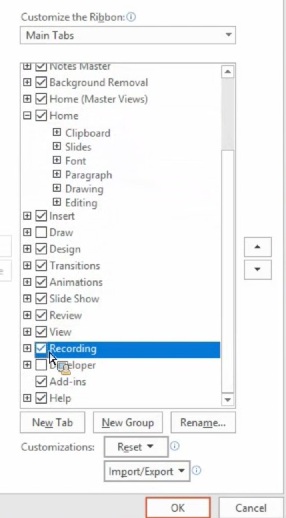 Customize the Ribbon:
Main Tabs
Notes Master
Background Removal
Home (Master Views)
Home
Clipboard
Slides
Font
Paragraph
Drawing
Editing
Insert
Draw
Design
Transitions
Animations
Slide Show
Review
View
Recording
Developer
Add-ins
Help
New Tab
New Group
Rename...
Customizations:
Reset
Import/Export
OK
Cancel